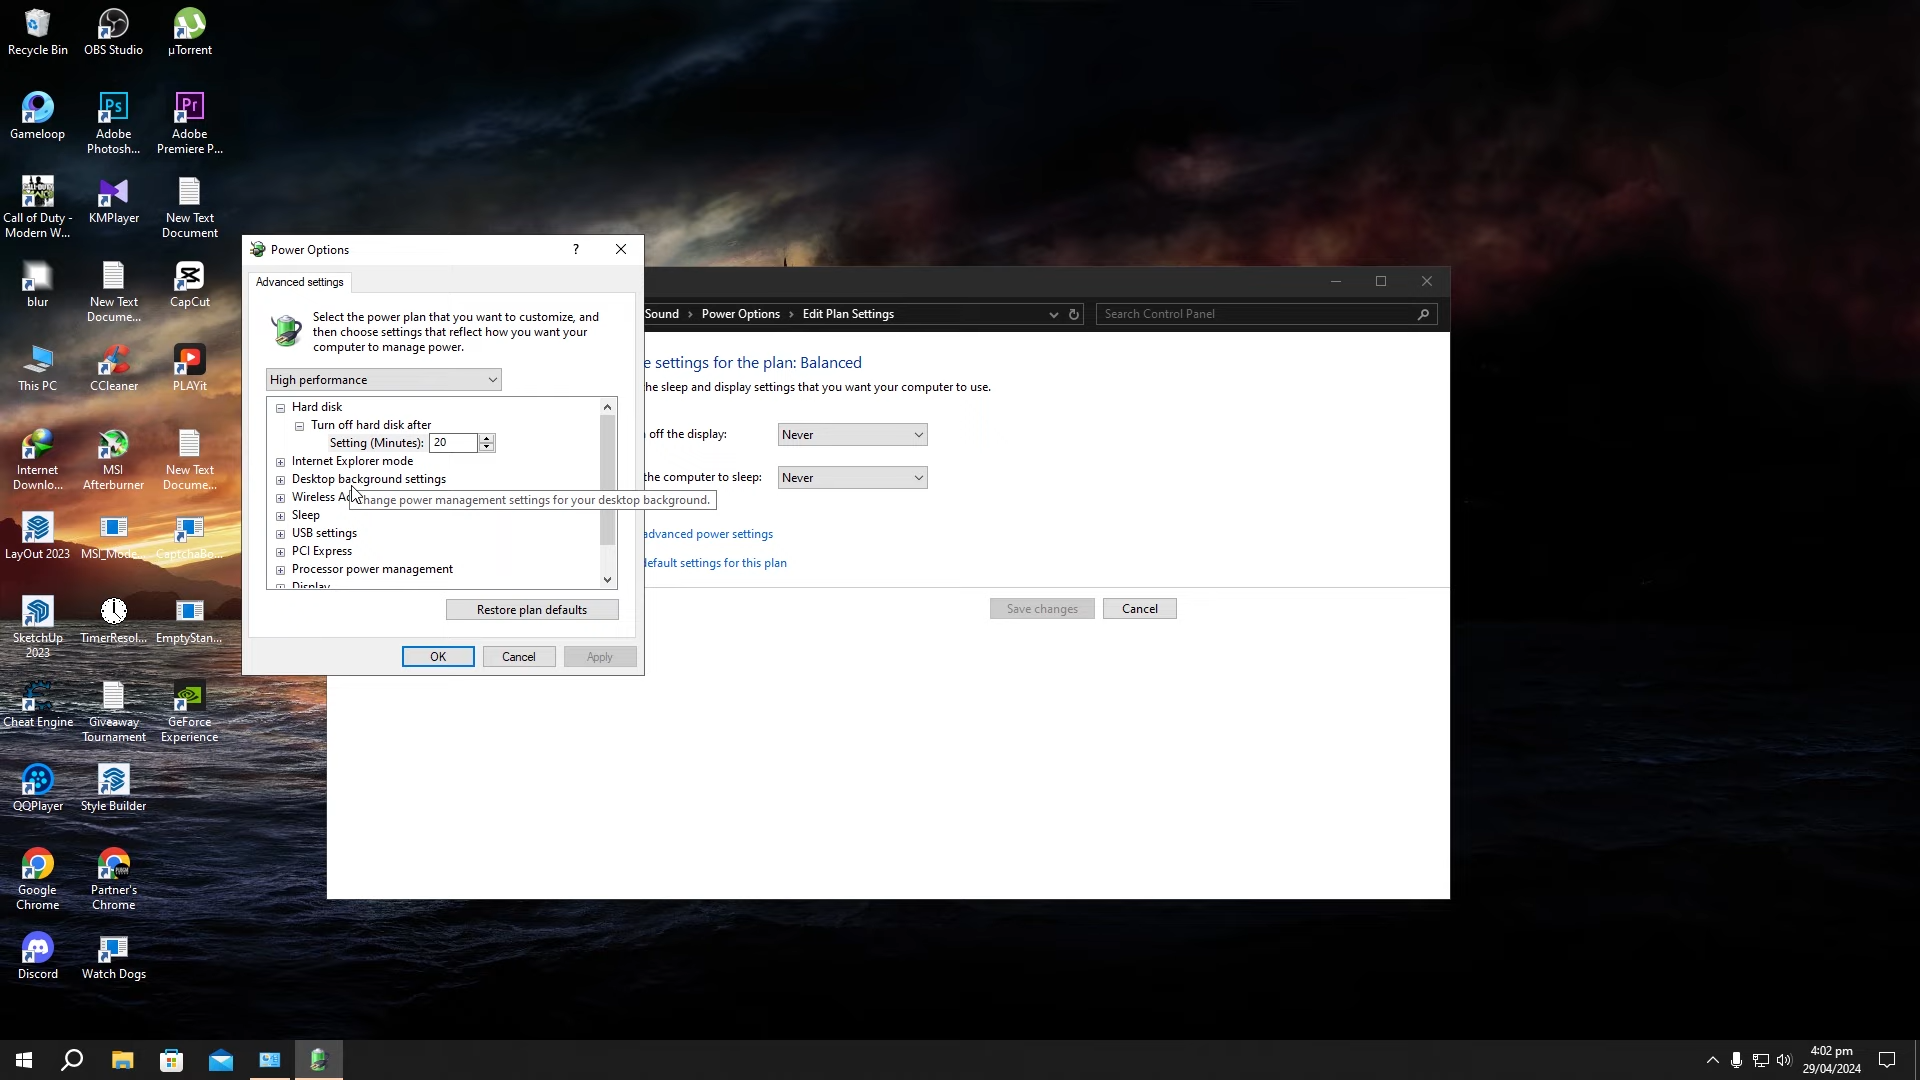 Recycle Bin
OBS Studio
µTorrent
Gameloop
Adobe
Photosh...
Adobe
Premiere P...
Call of Duty -
Modern W...
KMPlayer
New Text
Document
blur
New Text
Docume...
CapCut
This PC
CCleaner
PLAYit
Internet
Downlo...
MSI
Afterburner
New Text
Docume...
LayOut 2023
MSI_Mode...
CaptchaBo...
SketchUp
2023
TimerResol...
EmptyStan...
Cheat Engine
Giveaway
Tournament
GeForce
Experience
QQPlayer
Style Builder
Google
Chrome
Partner's
Chrome
Discord
Watch Dogs
Power Options
?
Advanced settings
Select the power plan that you want to customize, and
then choose settings that reflect how you want your
computer to manage power.
High performance
Hard disk
Turn off hard disk after
Setting (Minutes): 20
Internet Explorer mode
Desktop background settings
Wireless Ad
change power management settings for your desktop background.
Sleep
USB settings
PCI Express
Processor power management
Display
Restore plan defaults
OK
Cancel
Apply
Sound > Power Options > Edit Plan Settings
Search Control Panel
e settings for the plan: Balanced
he sleep and display settings that you want your computer to use.
off the display:
Never
the computer to sleep:
Never
advanced power settings
default settings for this plan
Save changes
Cancel
4:02 pm
29/04/2024